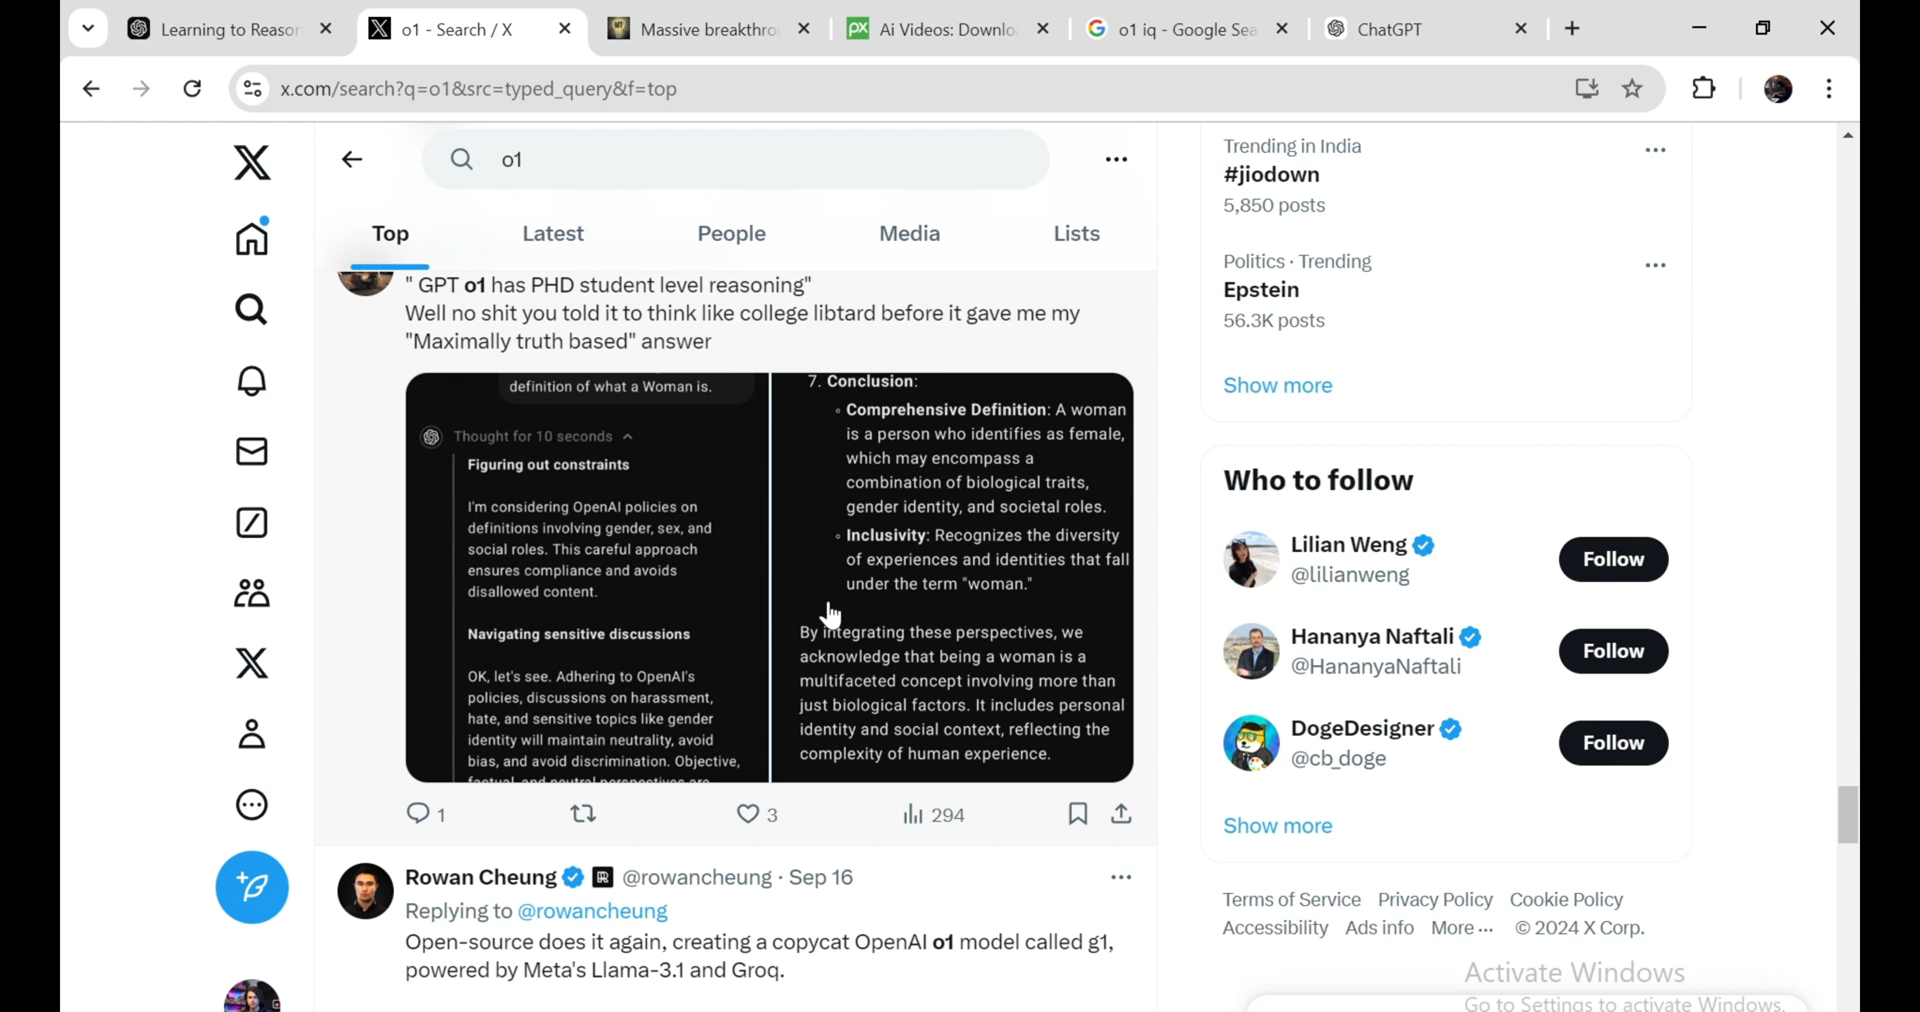 Learning to Reason
o1 - Search / X
Massive breakthro
Ai Videos: Downlo
o1 iq - Google Sea
ChatGPT
x.com/search?q=o1&src=typed_query&f=top
o1
Top
Latest
People
Media
Lists
" GPT o1 has PHD student level reasoning"
Well no shit you told it to think like college libtard before it gave me my
"Maximally truth based" answer
definition of what a Woman is.
Thought for 10 seconds
Figuring out constraints
I'm considering OpenAI policies on
definitions involving gender, sex, and
social roles. This careful approach
ensures compliance and avoids
disallowed content.
Navigating sensitive discussions
OK, let's see. Adhering to OpenAI's
policies, discussions on harassment,
hate, and sensitive topics like gender
identity will maintain neutrality, avoid
bias, and avoid discrimination. Objective,
factual, and neutral perspectives are
7. Conclusion:
◦ Comprehensive Definition: A woman
is a person who identifies as female,
which may encompass a
combination of biological traits,
gender identity, and societal roles.
◦ Inclusivity: Recognizes the diversity
of experiences and identities that fall
under the term "woman."
By integrating these perspectives, we
acknowledge that being a woman is a
multifaceted concept involving more than
just biological factors. It includes personal
identity and social context, reflecting the
complexity of human experience.
1
3
294
Rowan Cheung @rowancheung · Sep 16
Replying to @rowancheung
Open-source does it again, creating a copycat OpenAI o1 model called g1,
powered by Meta's Llama-3.1 and Groq.
Trending in India
#jiodown
5,850 posts
Politics · Trending
Epstein
56.3K posts
Show more
Who to follow
Lilian Weng
@lilianweng
Follow
Hananya Naftali
@HananyaNaftali
Follow
DogeDesigner
@cb_doge
Follow
Show more
Terms of Service Privacy Policy Cookie Policy
Accessibility Ads info More ··· © 2024 X Corp.
Activate Windows
Go to Settings to activate Windows.